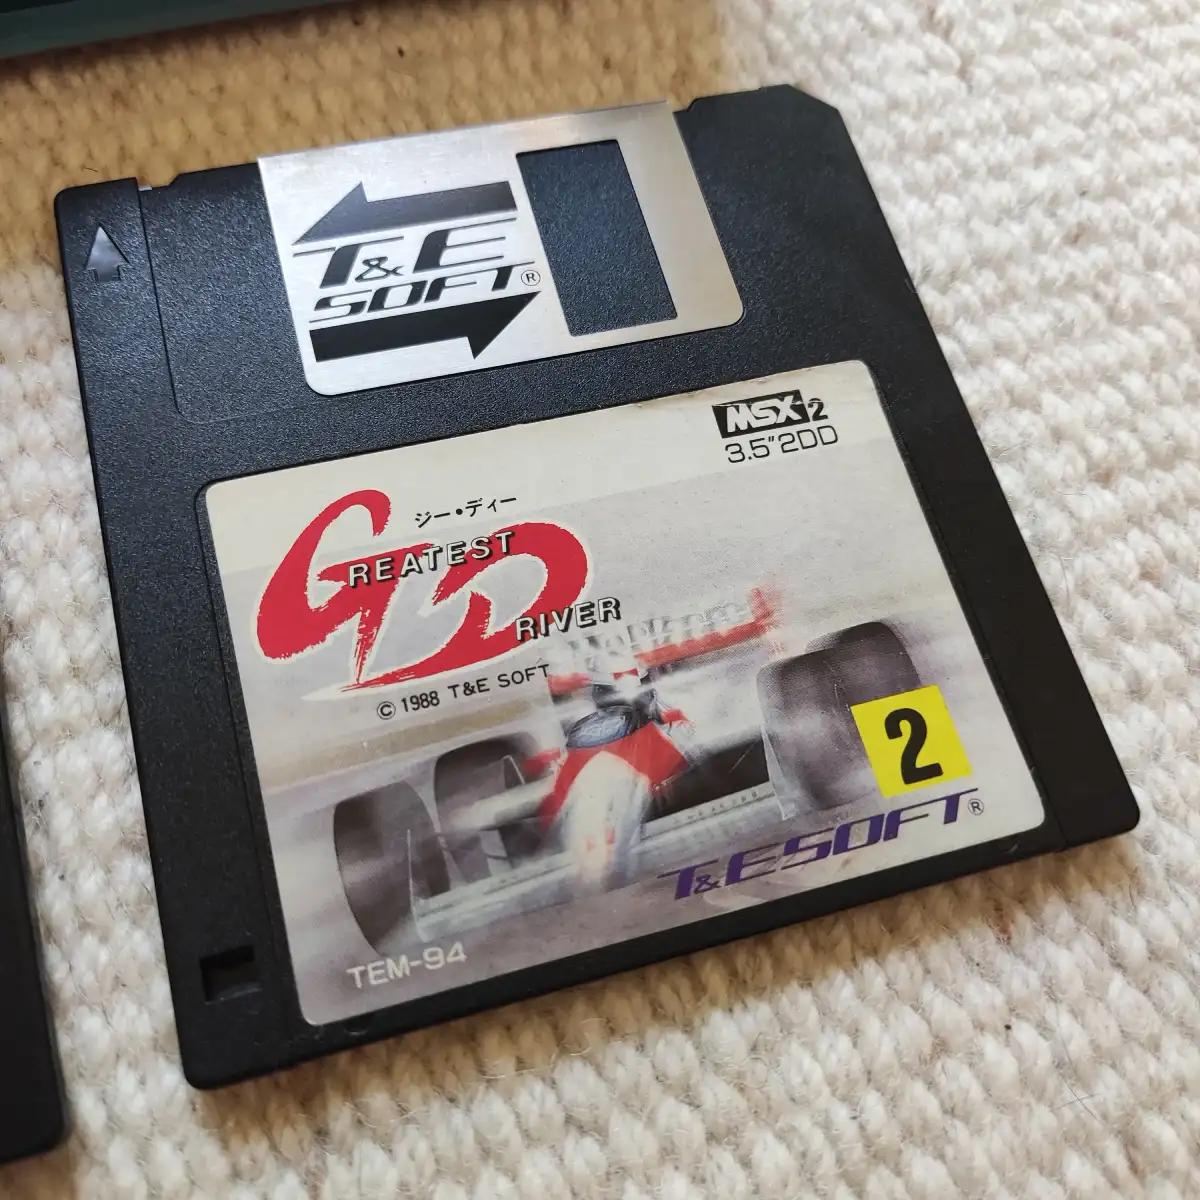 T&E
SOFT®
MSX2
3.5"2DD
ジー・ディー
GREATEST
DRIVER
© 1988 T&E SOFT
2
T&E SOFT®
TEM-94